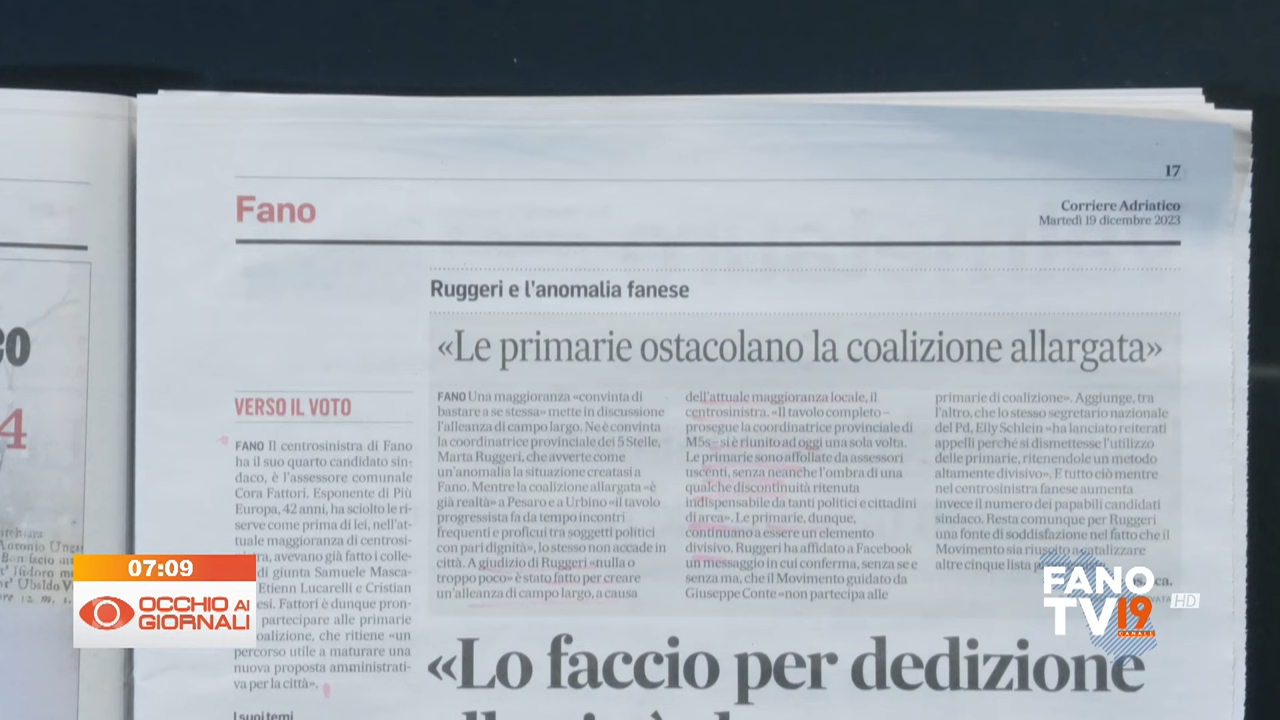 17
Fano
Corriere Adriatico
Martedì 19 dicembre 2023
Ruggeri e l'anomalia fanese
«Le primarie ostacolano la coalizione allargata»
FANO Una maggioranza «convinta di
bastare a se stessa» mette in discussione
l'alleanza di campo largo. Ne è convinta
la coordinatrice provinciale dei 5 Stelle,
Marta Ruggeri, che avverte come
un'anomalia la situazione creatasi a
Fano. Mentre la coalizione allargata «è
già realtà» a Pesaro e a Urbino «il tavolo
progressista fa da tempo incontri
frequenti e proficui tra soggetti politici
con pari dignità», lo stesso non accade in
città. A giudizio di Ruggeri «nulla o
troppo poco» è stato fatto per creare
un'alleanza di campo largo, a causa
dell'attuale maggioranza locale, il
centrosinistra. «Il tavolo completo –
prosegue la coordinatrice provinciale di
M5s – si è riunito ad oggi una sola volta.
Le primarie sono affollate da assessori
uscenti, senza neanche l'ombra di una
qualche discontinuità ritenuta
indispensabile da tanti politici e cittadini
di area». Le primarie, dunque,
continuano a essere un elemento
divisivo. Ruggeri ha affidato a Facebook
un messaggio in cui conferma, senza se e
senza ma, che il Movimento guidato da
Giuseppe Conte «non partecipa alle
primarie di coalizione». Aggiunge, tra
l'altro, che lo stesso segretario nazionale
del Pd, Elly Schlein «ha lanciato reiterati
appelli perché si dismettesse l'utilizzo
delle primarie, ritenendole un metodo
altamente divisivo». E tutto ciò mentre
nel centrosinistra fanese aumenta
invece il numero dei papabili candidati
sindaco. Resta comunque per Ruggeri
una fonte di soddisfazione nel fatto che il
Movimento sia riuscito a catalizzare
altre cinque lista
VERSO IL VOTO
FANO Il centrosinistra di Fano
ha il suo quarto candidato sin-
daco, è l'assessore comunale
Cora Fattori. Esponente di Più
Europa, 42 anni, ha sciolto le ri-
serve come prima di lei, nell'at-
tuale maggioranza di centrosi-
avevano già fatto i colle-
di giunta Samuele Masca-
Etienn Lucarelli e Cristian
esi. Fattori è dunque pron-
partecipare alle primarie
oalizione, che ritiene «un
percorso utile a maturare una
nuova proposta amministrati-
va per la città».
I suoi temi
«Lo faccio per dedizione
4
Antonio
Ubaldo
07:09
OCCHIO AI
GIORNALI
FANO
TV 19
CANALE
HD